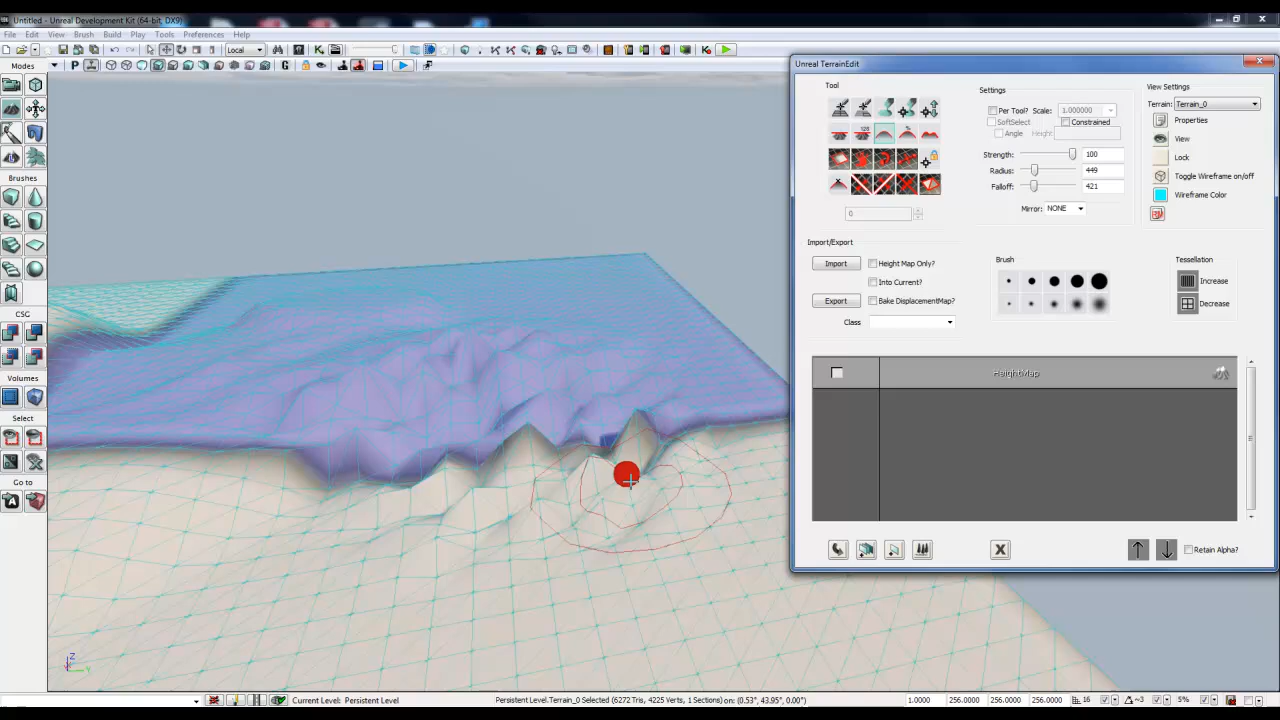 Untitled - Unreal Development Kit (64-bit, DX9)
File Edit View Brush Build Play Tools Preferences Help
Local
Modes
Brushes
CSG
Volumes
Select
Go to
Unreal TerrainEdit
Tool
128
0
Settings
Per Tool? Scale: 1.000000
SoftSelect Constrained
Angle Height
Strength: 100
Radius: 449
Falloff: 421
Mirror: NONE
View Settings
Terrain: Terrain_0
Properties
View
Lock
Toggle Wireframe on/off
Wireframe Color
Import/Export
Import Height Map Only?
Into Current?
Export Bake DisplacementMap?
Class
Brush
Tessellation
Increase
Decrease
HeightMap
Retain Alpha?
Z
Y
Current Level: Persistent Level
Persistent Level.Terrain_0 Selected (6272 Tris, 4225 Verts, 1 Sections) on: (0.53°, 43.95°, 0.00°)
1.0000 256.0000 256.0000 256.0000 16 ~3 5%